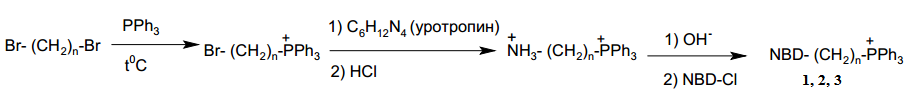 Br- (CH₂)ₙ-Br PPh₃ t⁰C Br- (CH₂)ₙ-P⁺Ph₃ 1) C₆H₁₂N₄ (уротропин) 2) HCl N⁺H₃- (CH₂)ₙ-P⁺Ph₃ 1) OH⁻ 2) NBD-Cl NBD- (CH₂)ₙ-P⁺Ph₃
1, 2, 3